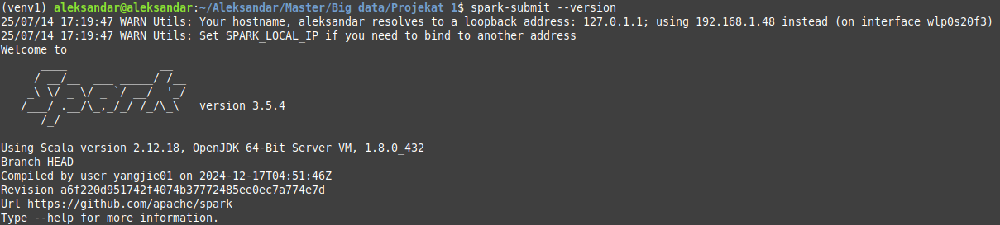 (venv1) aleksandar@aleksandar:~/Aleksandar/Master/Big data/Projekat 1$ spark-submit --version
25/07/14 17:19:47 WARN Utils: Your hostname, aleksandar resolves to a loopback address: 127.0.1.1; using 192.168.1.48 instead (on interface wlp0s20f3)
25/07/14 17:19:47 WARN Utils: Set SPARK_LOCAL_IP if you need to bind to another address
Welcome to
      ____              __
     / __/__  ___ _____/ /__
    _\ \/ _ \/ _ `/ __/  '_/
   /___/ .__/\_,_/_/ /_/\_\   version 3.5.4
      /_/

Using Scala version 2.12.18, OpenJDK 64-Bit Server VM, 1.8.0_432
Branch HEAD
Compiled by user yangjie01 on 2024-12-17T04:51:46Z
Revision a6f220d951742f4074b37772485ee0ec7a774e7d
Url https://github.com/apache/spark
Type --help for more information.